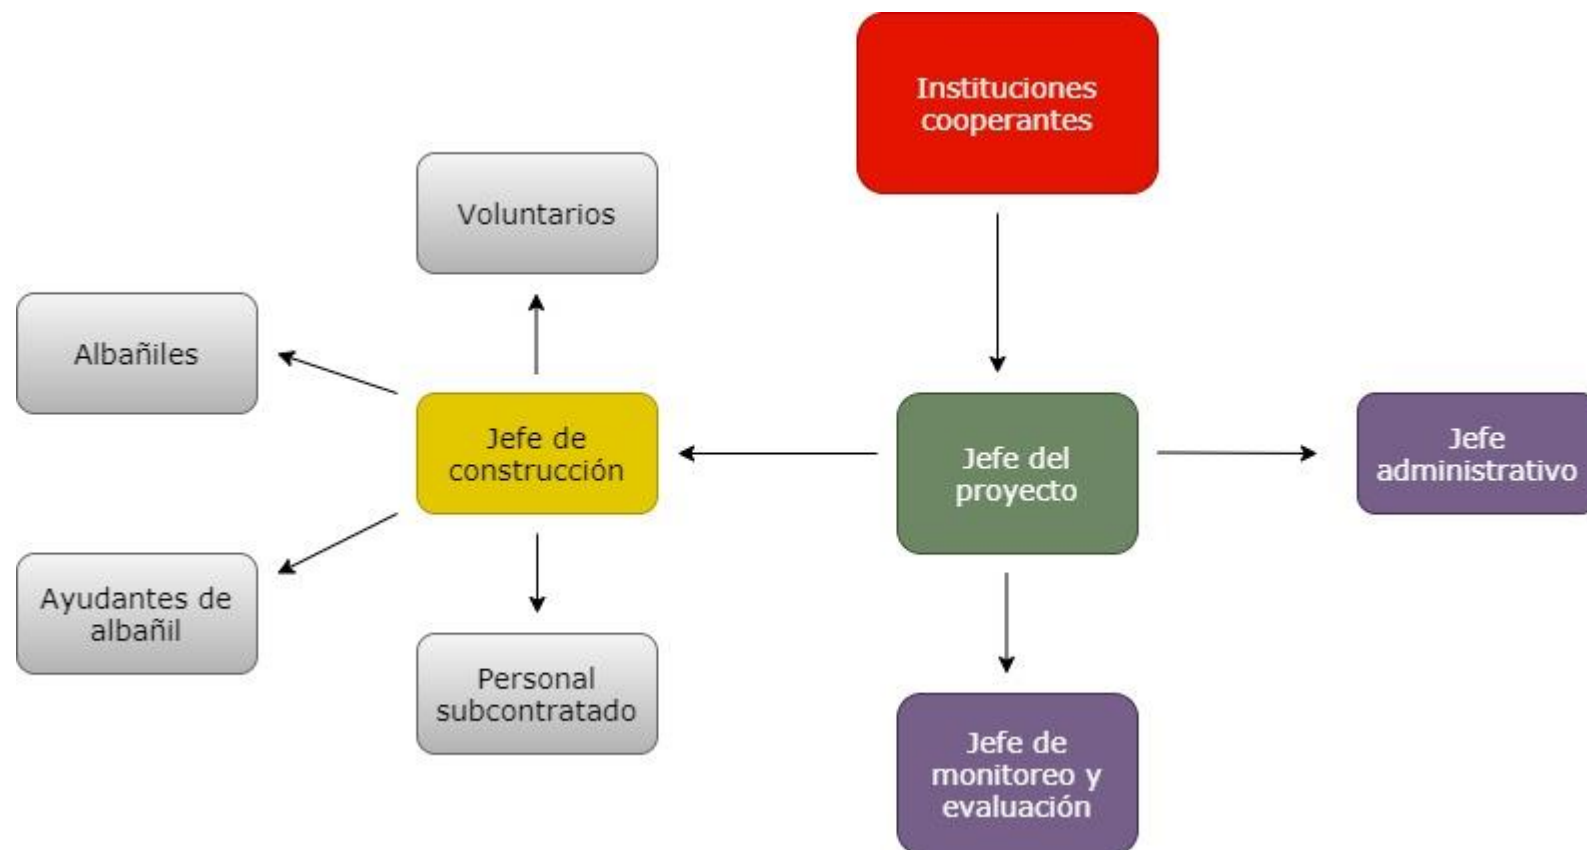 Instituciones
cooperantes
Voluntarios
Albañiles
Jefe de
construcción
Jefe del
proyecto
Jefe
administrativo
Ayudantes de
albañil
Personal
subcontratado
Jefe de
monitoreo y
evaluación